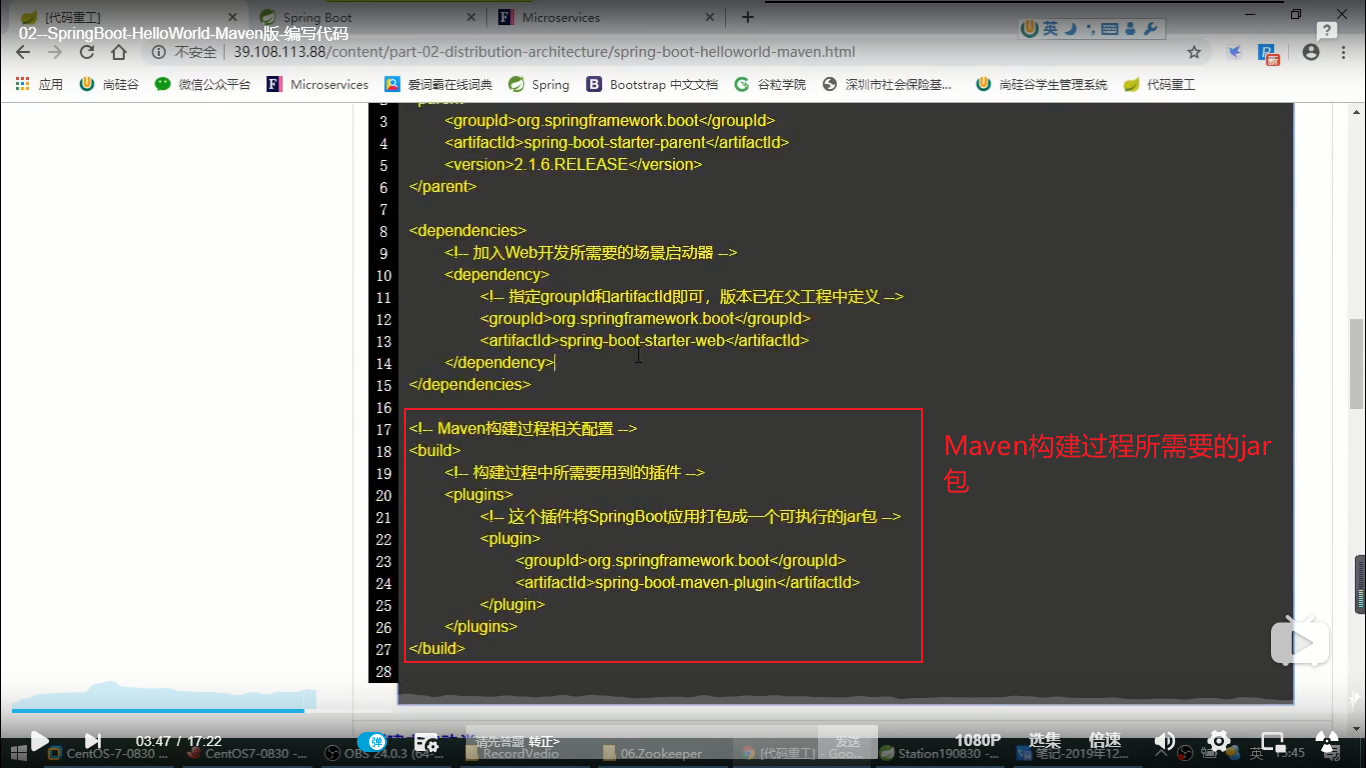 [代码重工]
Spring Boot
Microservices
02--SpringBoot-HelloWorld-Maven版-编写代码
英
不安全
39.108.113.88/content/part-02-distribution-architecture/spring-boot-helloworld-maven.html
新
应用
尚硅谷
微信公众平台
Microservices
爱词霸在线词典
Spring
Bootstrap 中文文档
谷粒学院
深圳市社会保险基...
尚硅谷学生管理系统
代码重工
3 <groupId>org.springframework.boot</groupId>
4 <artifactId>spring-boot-starter-parent</artifactId>
5 <version>2.1.6.RELEASE</version>
6 </parent>
7
8 <dependencies>
9 <!-- 加入Web开发所需要的场景启动器 -->
10 <dependency>
11 <!-- 指定groupId和artifactId即可，版本已在父工程中定义 -->
12 <groupId>org.springframework.boot</groupId>
13 <artifactId>spring-boot-starter-web</artifactId>
14 </dependency>
15 </dependencies>
16
17 <!-- Maven构建过程相关配置 -->
18 <build>
19 <!-- 构建过程中所需要用到的插件 -->
20 <plugins>
21 <!-- 这个插件将SpringBoot应用打包成一个可执行的jar包 -->
22 <plugin>
23 <groupId>org.springframework.boot</groupId>
24 <artifactId>spring-boot-maven-plugin</artifactId>
25 </plugin>
26 </plugins>
27 </build>
28
Maven构建过程所需要的jar
包
03:47 / 17:22
弹
请先答题 转正>
发送
1080P
选集
倍速
CentOS-7-0830 -...
CentOS7-0830 -...
OBS 24.0.3 (64-...
RecordVedio
06.Zookeeper
[代码重工] - Goo...
Station190830 -...
笔记-2019年12...
英
15:45